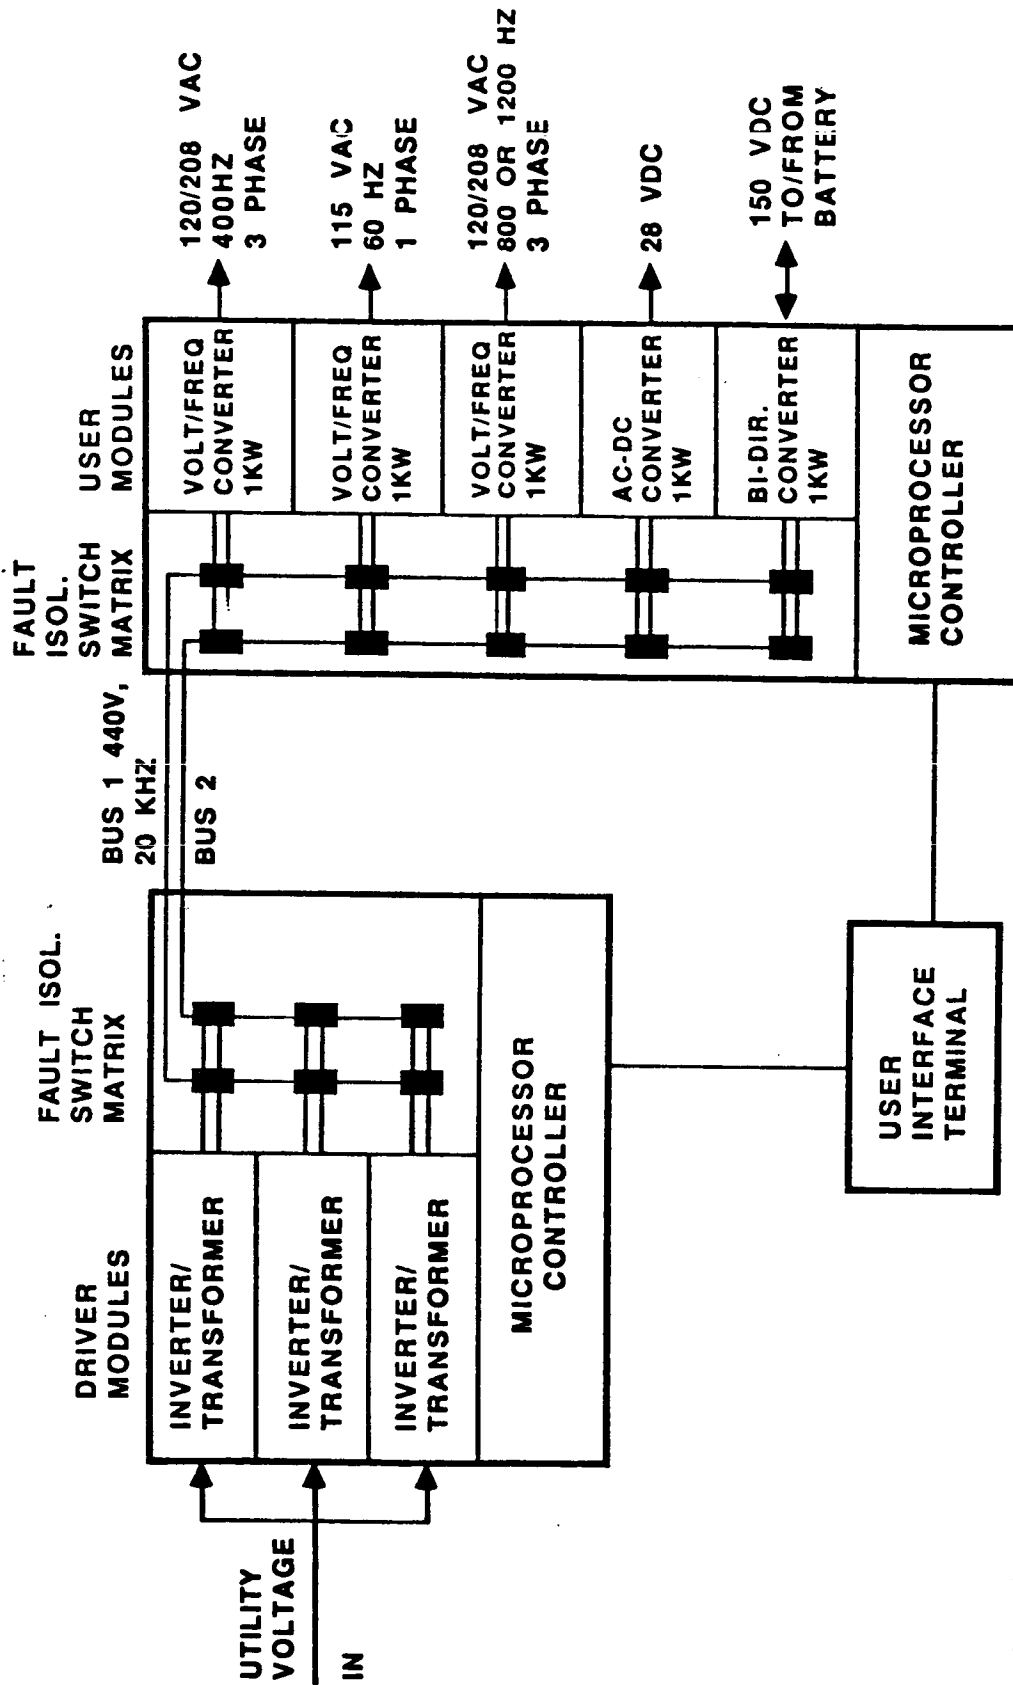 UTILITY
VOLTAGE
IN
DRIVER
MODULES
INVERTER/
TRANSFORMER
INVERTER/
TRANSFORMER
INVERTER/
TRANSFORMER
MICROPROCESSOR
CONTROLLER
FAULT ISOL.
SWITCH
MATRIX
BUS 1 440V,
20 KHZ
BUS 2
USER
INTERFACE
TERMINAL
FAULT
ISOL.
SWITCH
MATRIX
USER
MODULES
VOLT/FREQ
CONVERTER
1KW
VOLT/FREQ
CONVERTER
1KW
VOLT/FREQ
CONVERTER
1KW
AC-DC
CONVERTER
1KW
BI-DIR.
CONVERTER
1KW
MICROPROCESSOR
CONTROLLER
120/208 VAC
400HZ
3 PHASE
115 VAC
60 HZ
1 PHASE
120/208 VAC
800 OR 1200 HZ
3 PHASE
28 VDC
150 VDC
TO/FROM
BATTERY